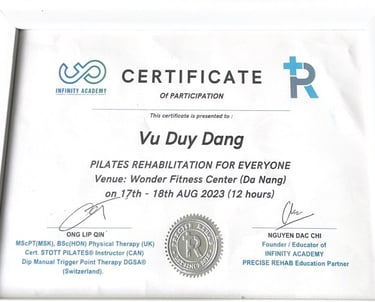 INFINITY ACADEMY
CERTIFICATE
Of PARTICIPATION
This certificate is presented to :
Vu Duy Dang
PILATES REHABILITATION FOR EVERYONE
Venue: Wonder Fitness Center (Da Nang)
on 17th - 18th AUG 2023 (12 hours)
ONG LIP QIN
MScPT(MSK), BSc(HON) Physical Therapy (UK)
Cert. STOTT PILATES® Instructor (CAN)
Dip Manual Trigger Point Therapy DGSA®
(Switzerland).
NGUYEN DAC CHI
Founder / Educator of
INFINITY ACADEMY
PRECISE REHAB Education Partner